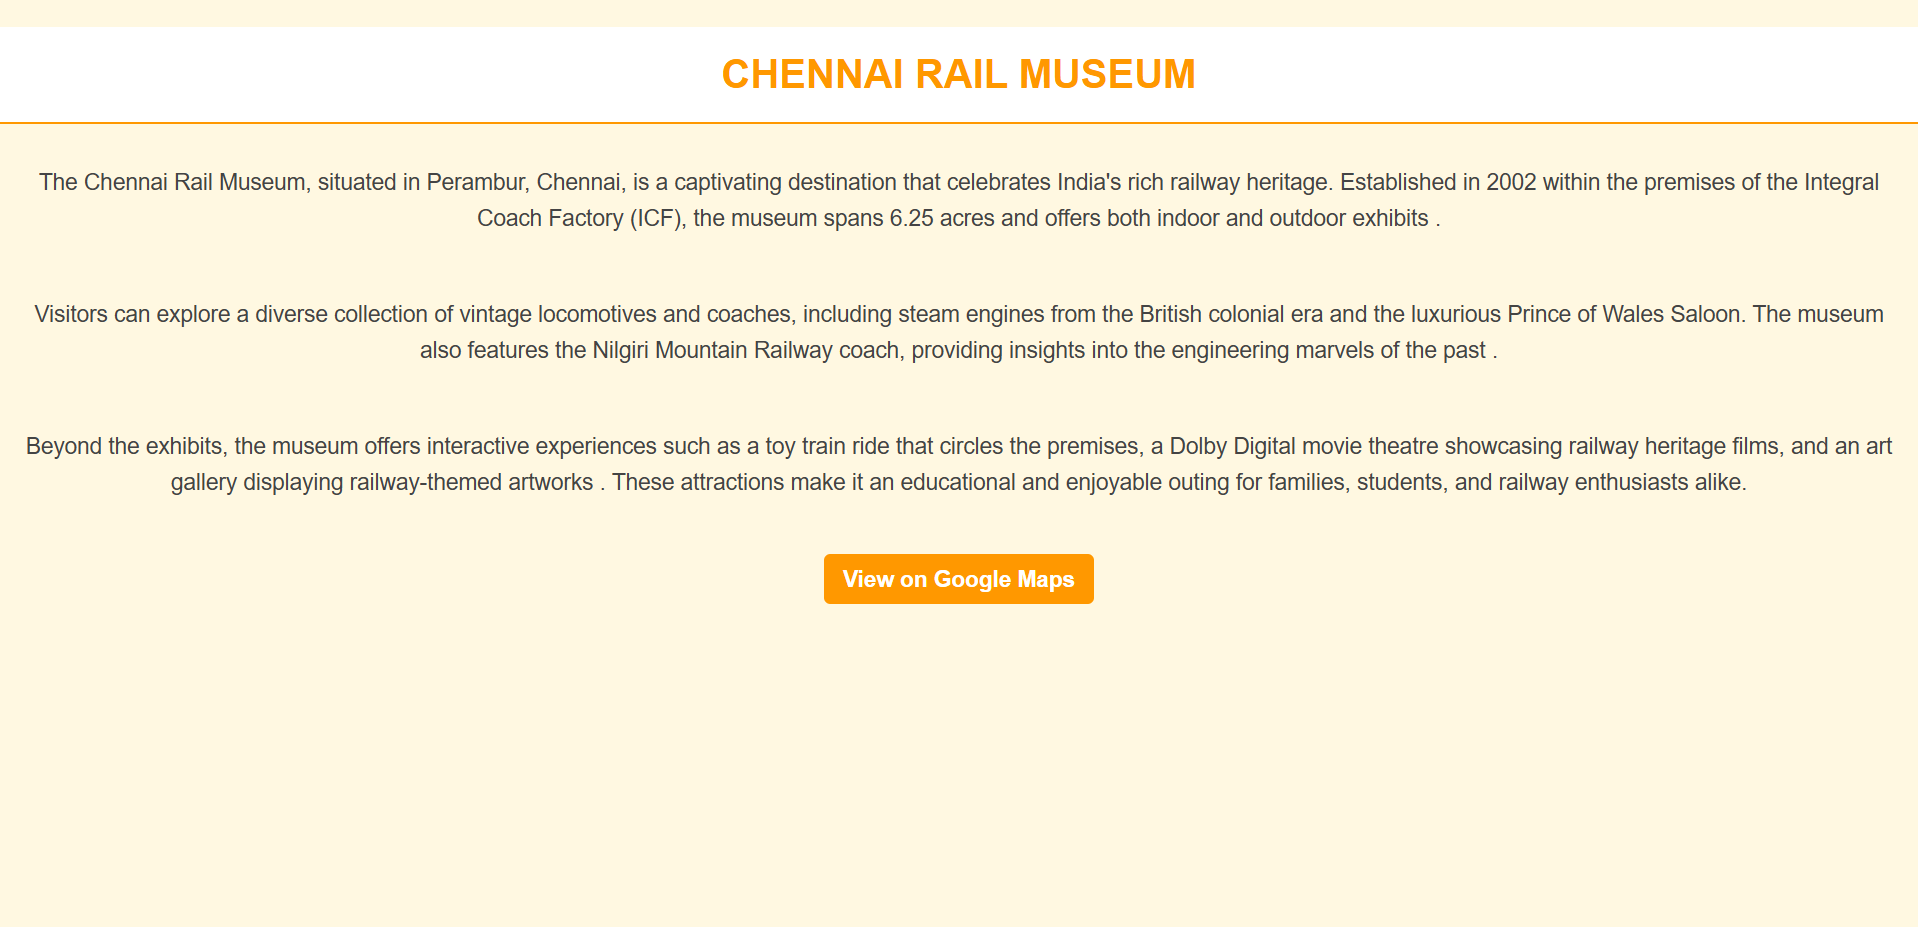 CHENNAI RAIL MUSEUM
The Chennai Rail Museum, situated in Perambur, Chennai, is a captivating destination that celebrates India's rich railway heritage. Established in 2002 within the premises of the Integral
Coach Factory (ICF), the museum spans 6.25 acres and offers both indoor and outdoor exhibits .
Visitors can explore a diverse collection of vintage locomotives and coaches, including steam engines from the British colonial era and the luxurious Prince of Wales Saloon. The museum
also features the Nilgiri Mountain Railway coach, providing insights into the engineering marvels of the past .
Beyond the exhibits, the museum offers interactive experiences such as a toy train ride that circles the premises, a Dolby Digital movie theatre showcasing railway heritage films, and an art
gallery displaying railway-themed artworks . These attractions make it an educational and enjoyable outing for families, students, and railway enthusiasts alike.
View on Google Maps